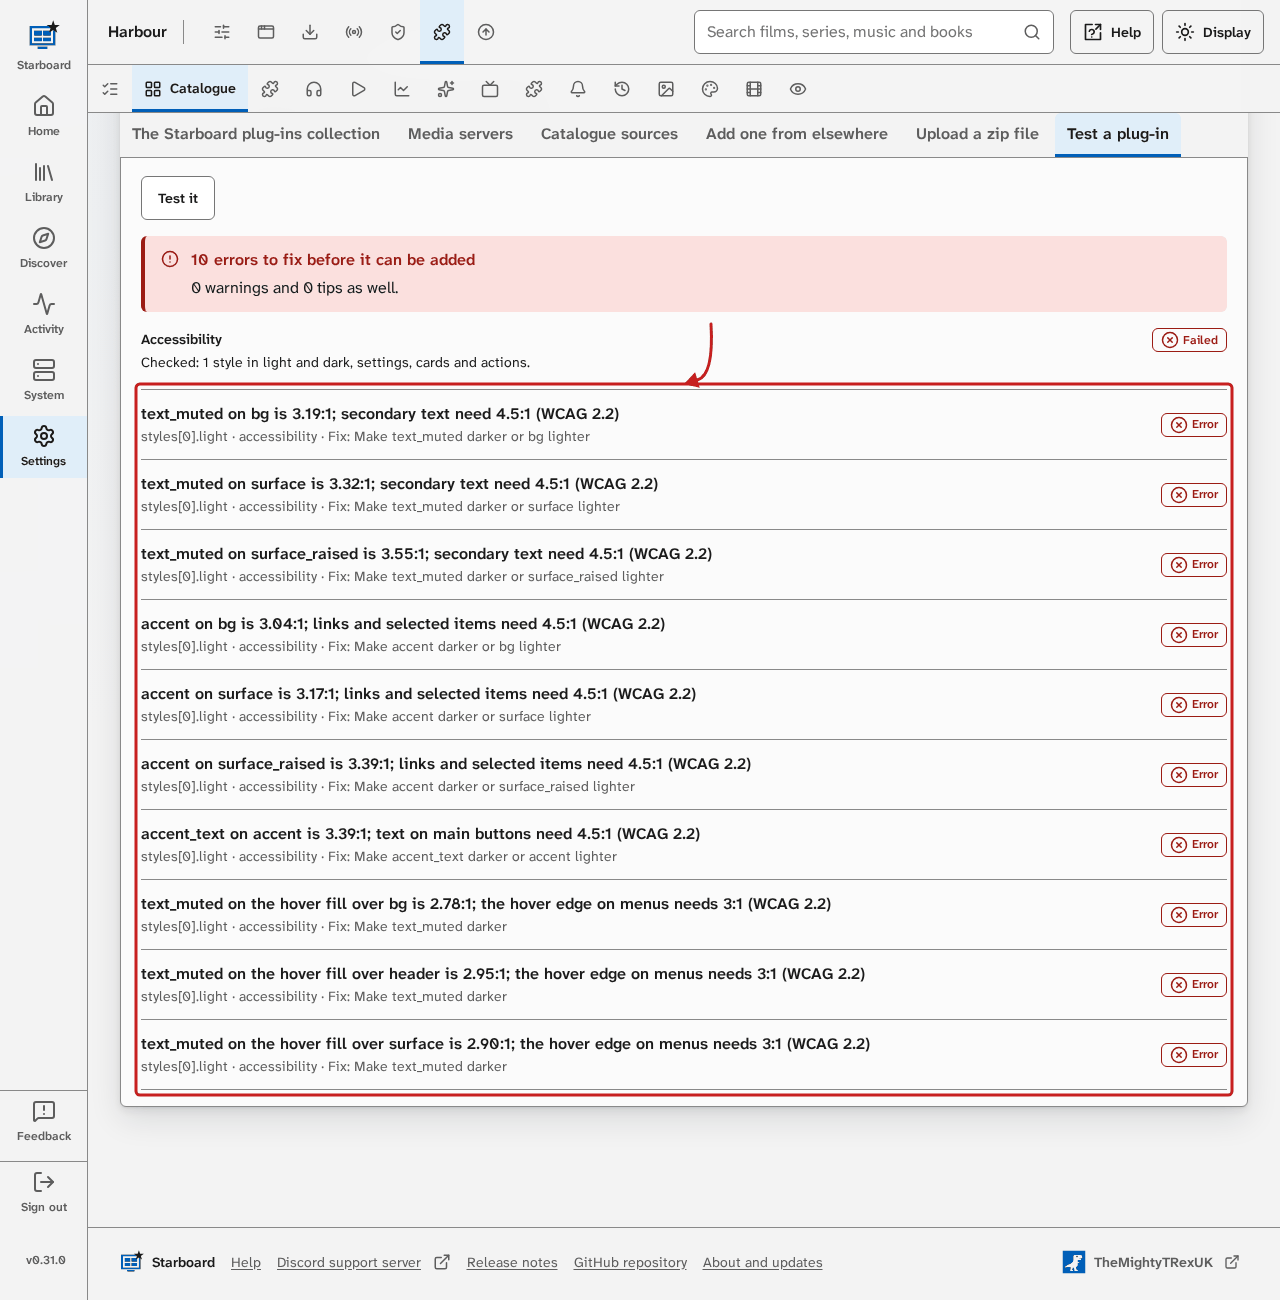 Starboard
Harbour
Search films, series, music and books
Help
Display
Catalogue
Home
Library
Discover
Activity
System
Settings
Feedback
Sign out
v0.31.0
The Starboard plug-ins collection
Media servers
Catalogue sources
Add one from elsewhere
Upload a zip file
Test a plug-in
Test it
10 errors to fix before it can be added
0 warnings and 0 tips as well.
Accessibility
Failed
Checked: 1 style in light and dark, settings, cards and actions.
text_muted on bg is 3.19:1; secondary text need 4.5:1 (WCAG 2.2)
styles[0].light · accessibility · Fix: Make text_muted darker or bg lighter
Error
text_muted on surface is 3.32:1; secondary text need 4.5:1 (WCAG 2.2)
styles[0].light · accessibility · Fix: Make text_muted darker or surface lighter
Error
text_muted on surface_raised is 3.55:1; secondary text need 4.5:1 (WCAG 2.2)
styles[0].light · accessibility · Fix: Make text_muted darker or surface_raised lighter
Error
accent on bg is 3.04:1; links and selected items need 4.5:1 (WCAG 2.2)
styles[0].light · accessibility · Fix: Make accent darker or bg lighter
Error
accent on surface is 3.17:1; links and selected items need 4.5:1 (WCAG 2.2)
styles[0].light · accessibility · Fix: Make accent darker or surface lighter
Error
accent on surface_raised is 3.39:1; links and selected items need 4.5:1 (WCAG 2.2)
styles[0].light · accessibility · Fix: Make accent darker or surface_raised lighter
Error
accent_text on accent is 3.39:1; text on main buttons need 4.5:1 (WCAG 2.2)
styles[0].light · accessibility · Fix: Make accent_text darker or accent lighter
Error
text_muted on the hover fill over bg is 2.78:1; the hover edge on menus needs 3:1 (WCAG 2.2)
styles[0].light · accessibility · Fix: Make text_muted darker
Error
text_muted on the hover fill over header is 2.95:1; the hover edge on menus needs 3:1 (WCAG 2.2)
styles[0].light · accessibility · Fix: Make text_muted darker
Error
text_muted on the hover fill over surface is 2.90:1; the hover edge on menus needs 3:1 (WCAG 2.2)
styles[0].light · accessibility · Fix: Make text_muted darker
Error
Starboard
Help
Discord support server
Release notes
GitHub repository
About and updates
TheMightyTRexUK